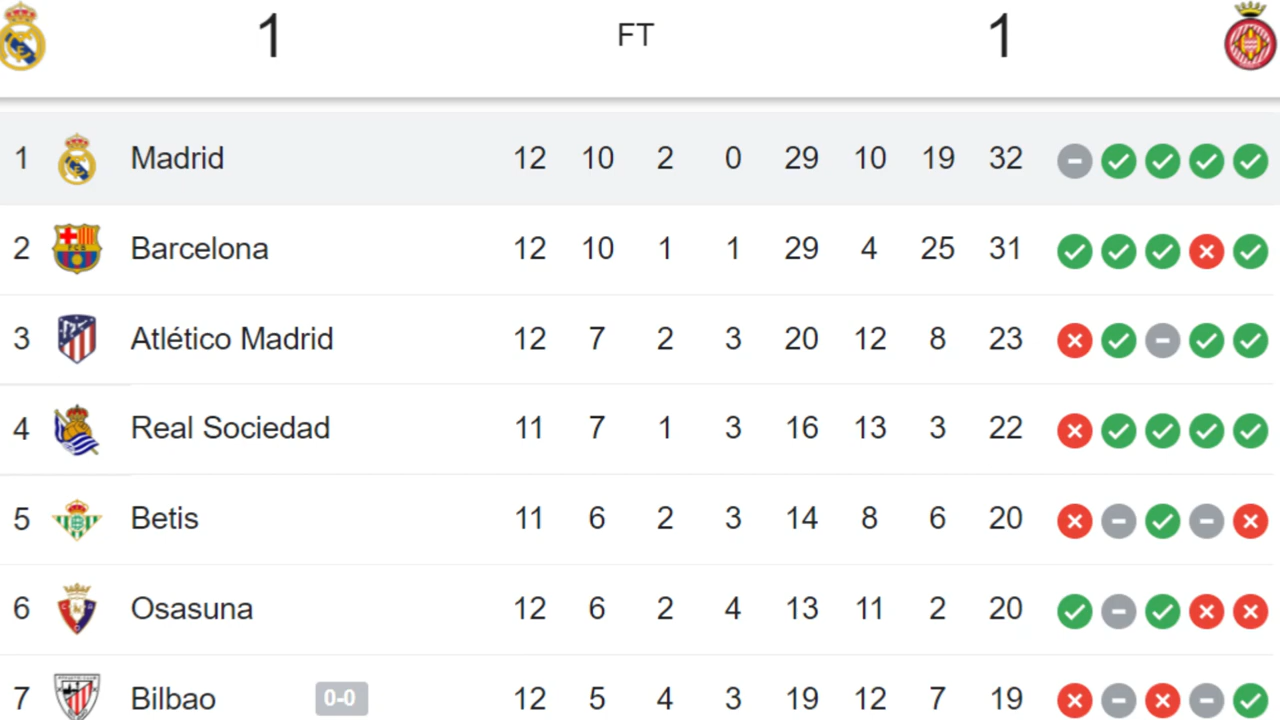 1 FT 1
1 Madrid 12 10 2 0 29 10 19 32
2 Barcelona 12 10 1 1 29 4 25 31
3 Atlético Madrid 12 7 2 3 20 12 8 23
4 Real Sociedad 11 7 1 3 16 13 3 22
5 Betis 11 6 2 3 14 8 6 20
6 Osasuna 12 6 2 4 13 11 2 20
7 Bilbao 0-0 12 5 4 3 19 12 7 19